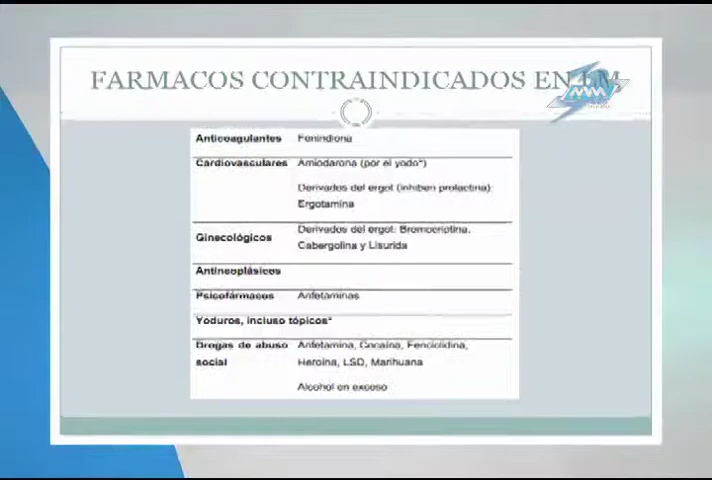 FARMACOS CONTRAINDICADOS EN LM
Anticoagulantes Fenindiona
Cardiovasculares Amiodarona (por el yodo*)
Derivados del ergot (inhiben prolactina)
Ergotamina
Ginecológicos Derivados del ergot: Bromocriptina,
Cabergolina y Lisurida
Antineoplásicos
Psicofármacos Anfetaminas
Yoduros, incluso tópicos*
Drogas de abuso Anfetamina, Cocaína, Fenciclidina,
social Heroína, LSD, Marihuana
Alcohol en exceso